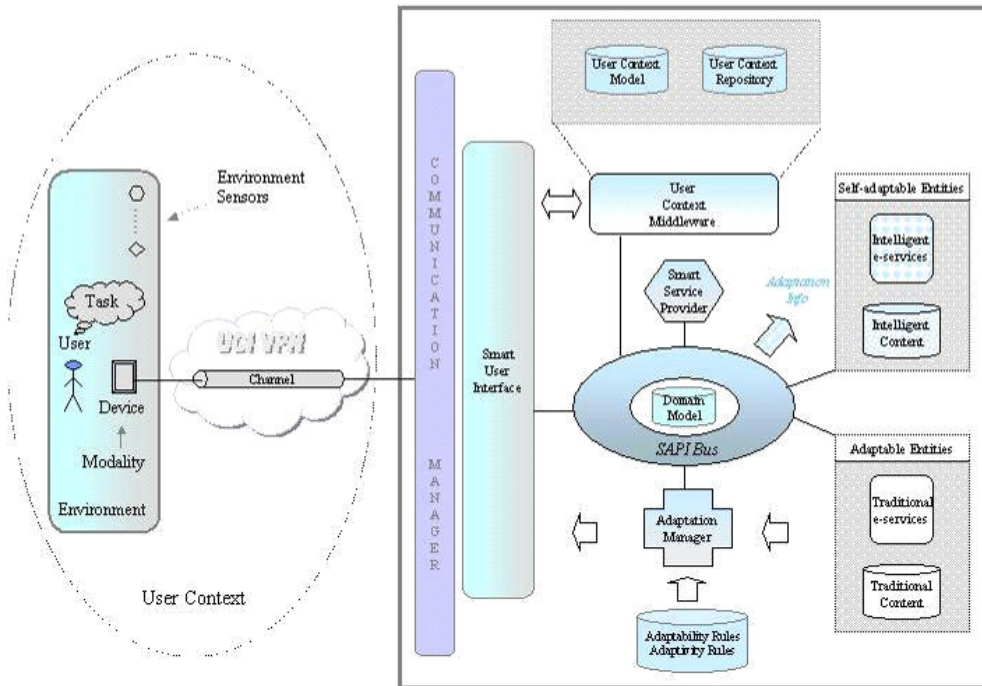 Environment
Sensors
Task
User
Device
Modality
Environment
User Context
UCI VPN
Channel
COMMUNICATION
MANAGER
Smart
User
Interface
User Context
Model
User Context
Repository
User
Context
Middleware
Smart
Service
Provider
Adaptation
Info
Domain
Model
SAPI Bus
Adaptation
Manager
Adaptability Rules
Adaptivity Rules
Self-adaptable Entities
Intelligent
e-services
Intelligent
Content
Adaptable Entities
Traditional
e-services
Traditional
Content